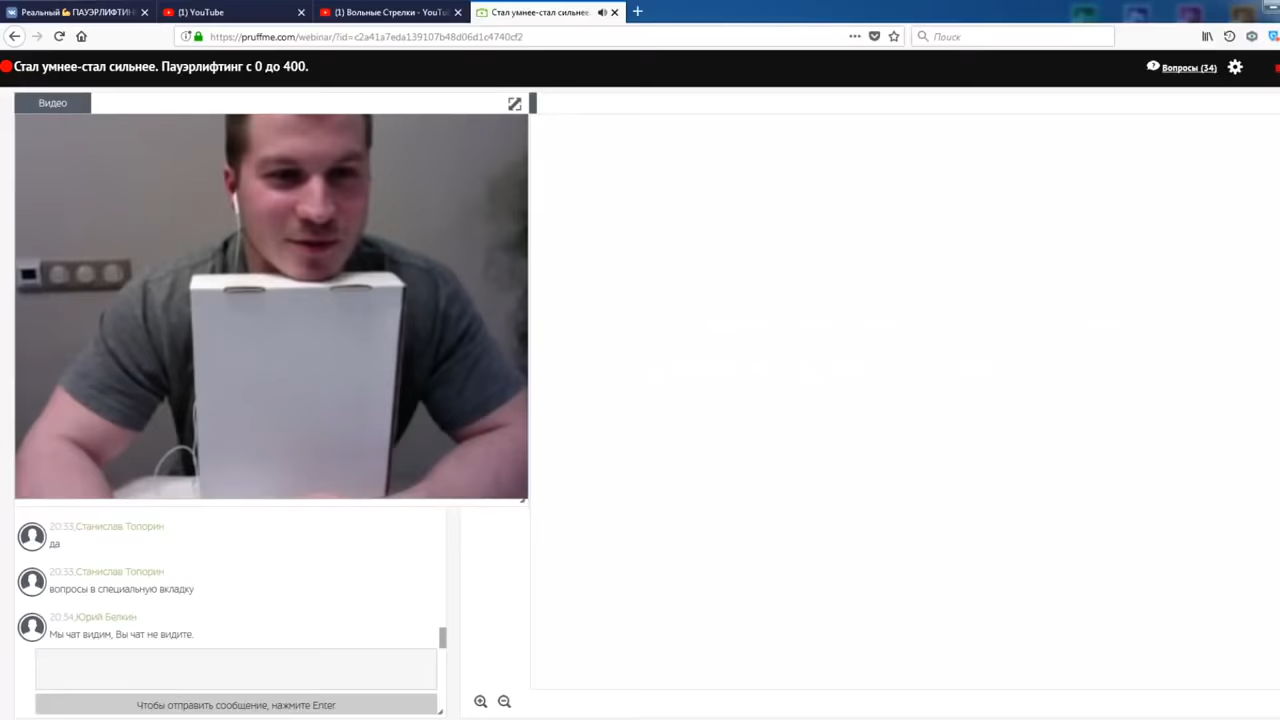 Реальный 💪 ПАУЭРЛИФТИН
(1) YouTube
(1) Вольные Стрелки - YouTu
Стал умнее-стал сильнее.
https://pruffme.com/webinar/?id=c2a41a7eda139107b48d06d1c4740cf2
Поиск
Стал умнее-стал сильнее. Пауэрлифтинг с 0 до 400.
Вопросы (34)
Видео
20:33,Станислав Топорин
да
20:33,Станислав Топорин
вопросы в специальную вкладку
20:54,Юрий Белкин
Мы чат видим, Вы чат не видите.
Чтобы отправить сообщение, нажмите Enter